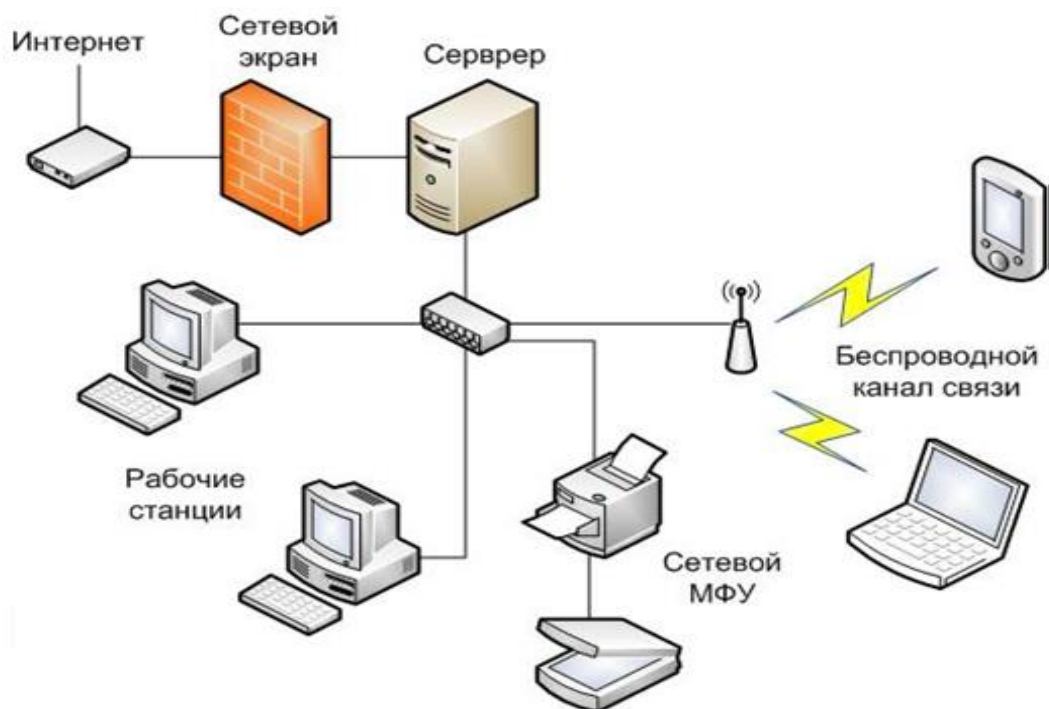 Интернет
Сетевой
экран
Серврер
Беспроводной
канал связи
Рабочие
станции
Сетевой
МФУ